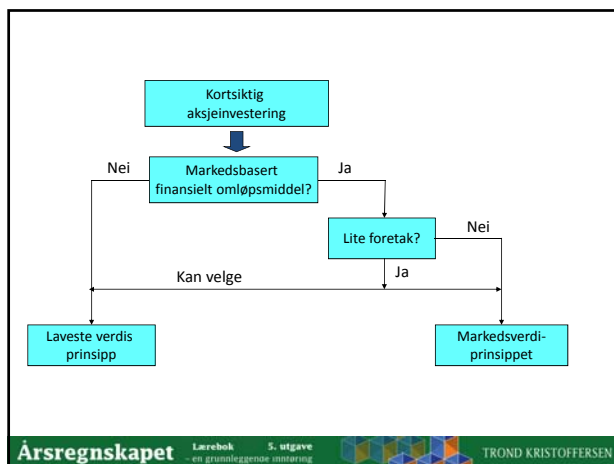 Kortsiktig
aksjeinvestering
Nei
Markedsbasert
finansielt omløpsmiddel?
Ja
Lite foretak?
Nei
Kan velge
Ja
Laveste verdis
prinsipp
Markedsverdi-
prinsippet
Årsregnskapet
Lærebok 5. utgave
- en grunnleggende innføring
TROND KRISTOFFERSEN